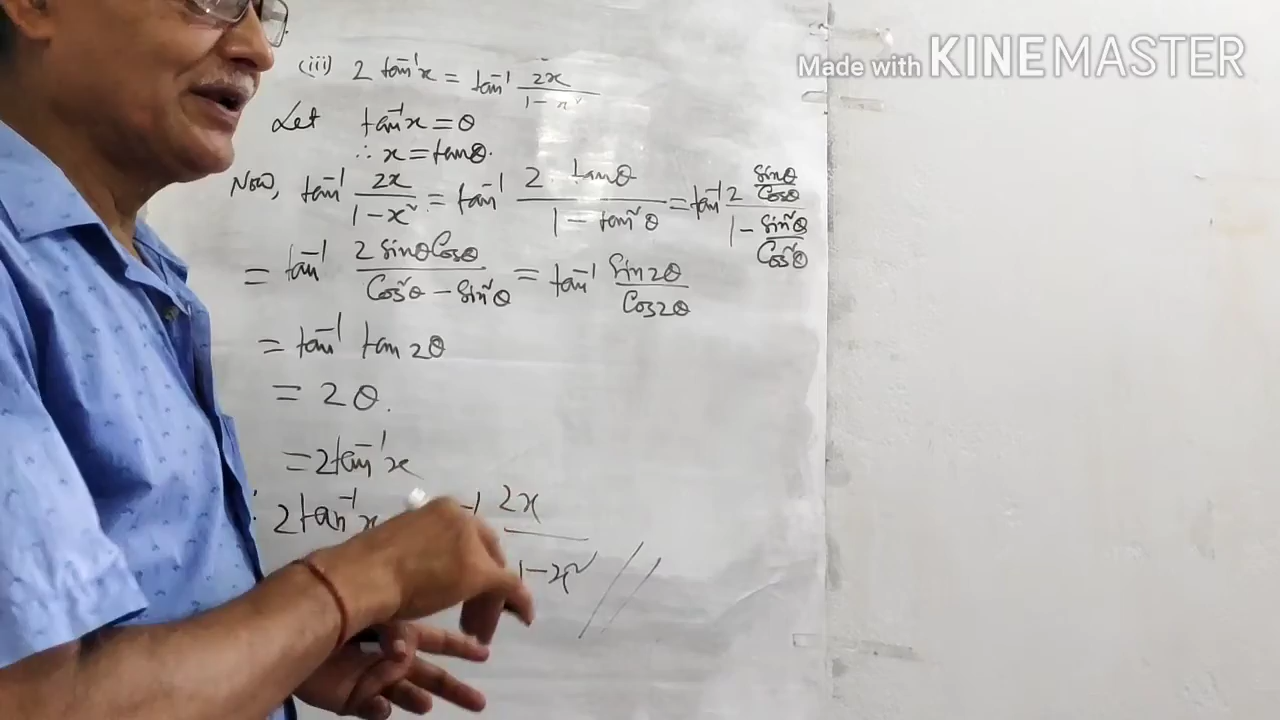 Made with KINEMASTER
(iii) 2 tan⁻¹x = tan⁻¹ 2x / 1 - x²
Let tan⁻¹x = θ
∴ x = tanθ.
Now, tan⁻¹ 2x / 1 - x² = tan⁻¹ 2 tanθ / 1 - tan²θ = tan⁻¹ 2 sinθ/cosθ / 1 - sin²θ/cos²θ
= tan⁻¹ 2 sinθ cosθ / cos²θ - sin²θ = tan⁻¹ sin2θ / cos2θ
= tan⁻¹ tan 2θ
= 2θ.
= 2tan⁻¹x
∴ 2tan⁻¹x ⁻¹ 2x / 1 - x² //